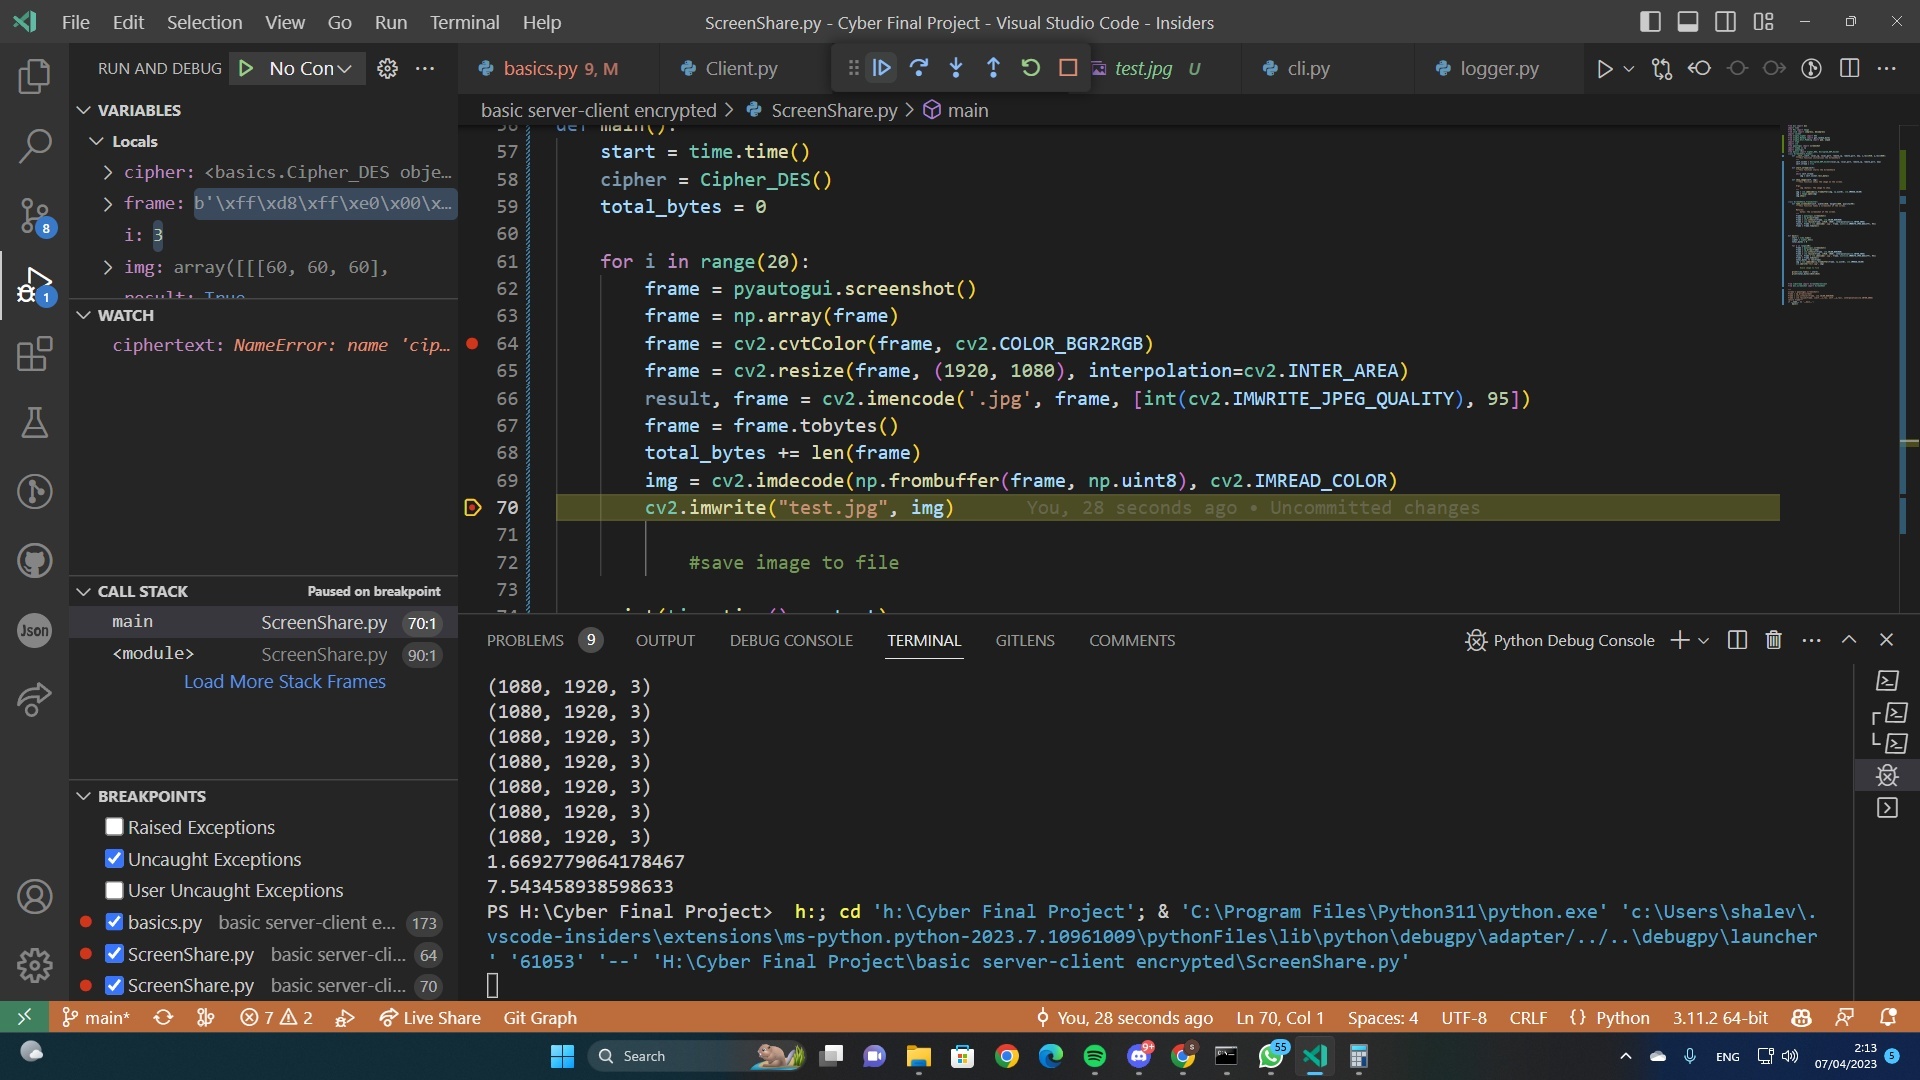 File Edit Selection View Go Run Terminal Help
ScreenShare.py - Cyber Final Project - Visual Studio Code - Insiders
RUN AND DEBUG No Con
basics.py 9, M Client.py test.jpg U cli.py logger.py
basic server-client encrypted > ScreenShare.py > main
VARIABLES
Locals
cipher: <basics.Cipher_DES obje…
frame: b'\xff\xd8\xff\xe0\x00\x…
i: 3
img: array([[[60, 60, 60],
result: True
WATCH
ciphertext: NameError: name 'cip…
CALL STACK Paused on breakpoint
main ScreenShare.py 70:1
<module> ScreenShare.py 90:1
Load More Stack Frames
BREAKPOINTS
Raised Exceptions
Uncaught Exceptions
User Uncaught Exceptions
basics.py basic server-client e... 173
ScreenShare.py basic server-cli... 64
ScreenShare.py basic server-cli... 70
8
1
Json
56 def main():
57 start = time.time()
58 cipher = Cipher_DES()
59 total_bytes = 0
60
61 for i in range(20):
62 frame = pyautogui.screenshot()
63 frame = np.array(frame)
64 frame = cv2.cvtColor(frame, cv2.COLOR_BGR2RGB)
65 frame = cv2.resize(frame, (1920, 1080), interpolation=cv2.INTER_AREA)
66 result, frame = cv2.imencode('.jpg', frame, [int(cv2.IMWRITE_JPEG_QUALITY), 95])
67 frame = frame.tobytes()
68 total_bytes += len(frame)
69 img = cv2.imdecode(np.frombuffer(frame, np.uint8), cv2.IMREAD_COLOR)
70 cv2.imwrite("test.jpg", img) You, 28 seconds ago • Uncommitted changes
71
72 #save image to file
73
PROBLEMS 9 OUTPUT DEBUG CONSOLE TERMINAL GITLENS COMMENTS Python Debug Console
(1080, 1920, 3)
(1080, 1920, 3)
(1080, 1920, 3)
(1080, 1920, 3)
(1080, 1920, 3)
(1080, 1920, 3)
(1080, 1920, 3)
1.6692779064178467
7.543458938598633
PS H:\Cyber Final Project> h:; cd 'h:\Cyber Final Project'; & 'C:\Program Files\Python311\python.exe' 'c:\Users\shalev\.
vscode-insiders\extensions\ms-python.python-2023.7.10961009\pythonFiles\lib\python\debugpy\adapter/../..\debugpy\launcher
' '61053' '--' 'H:\Cyber Final Project\basic server-client encrypted\ScreenShare.py'
main* 7 2 Live Share Git Graph You, 28 seconds ago Ln 70, Col 1 Spaces: 4 UTF-8 CRLF {} Python 3.11.2 64-bit
Search 9+ s 55 ENG 2:13
07/04/2023 5